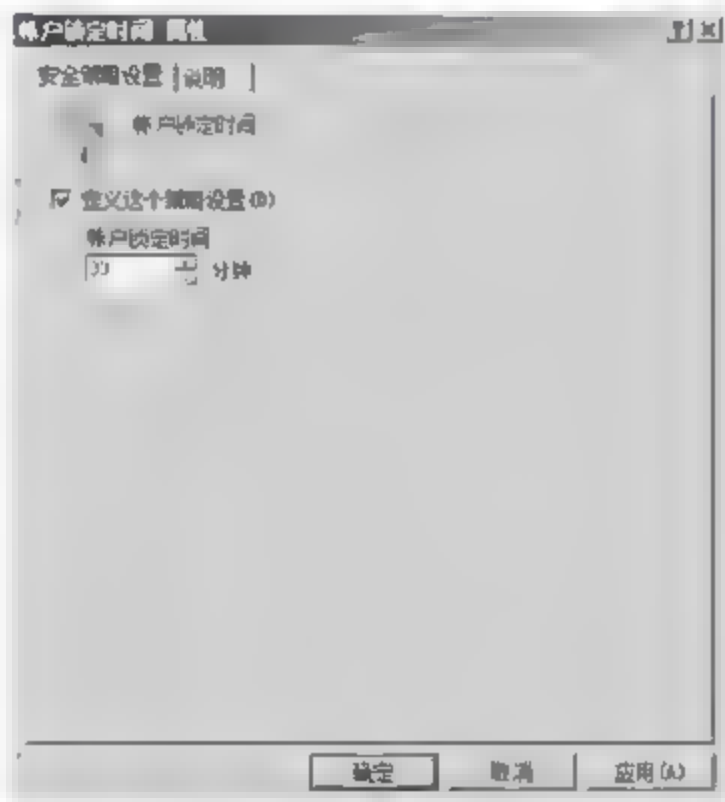 帐户锁定时间 属性
安全策略设置 说明
帐户锁定时间
定义这个策略设置(D)
帐户锁定时间
30 分钟
确定 取消 应用(A)